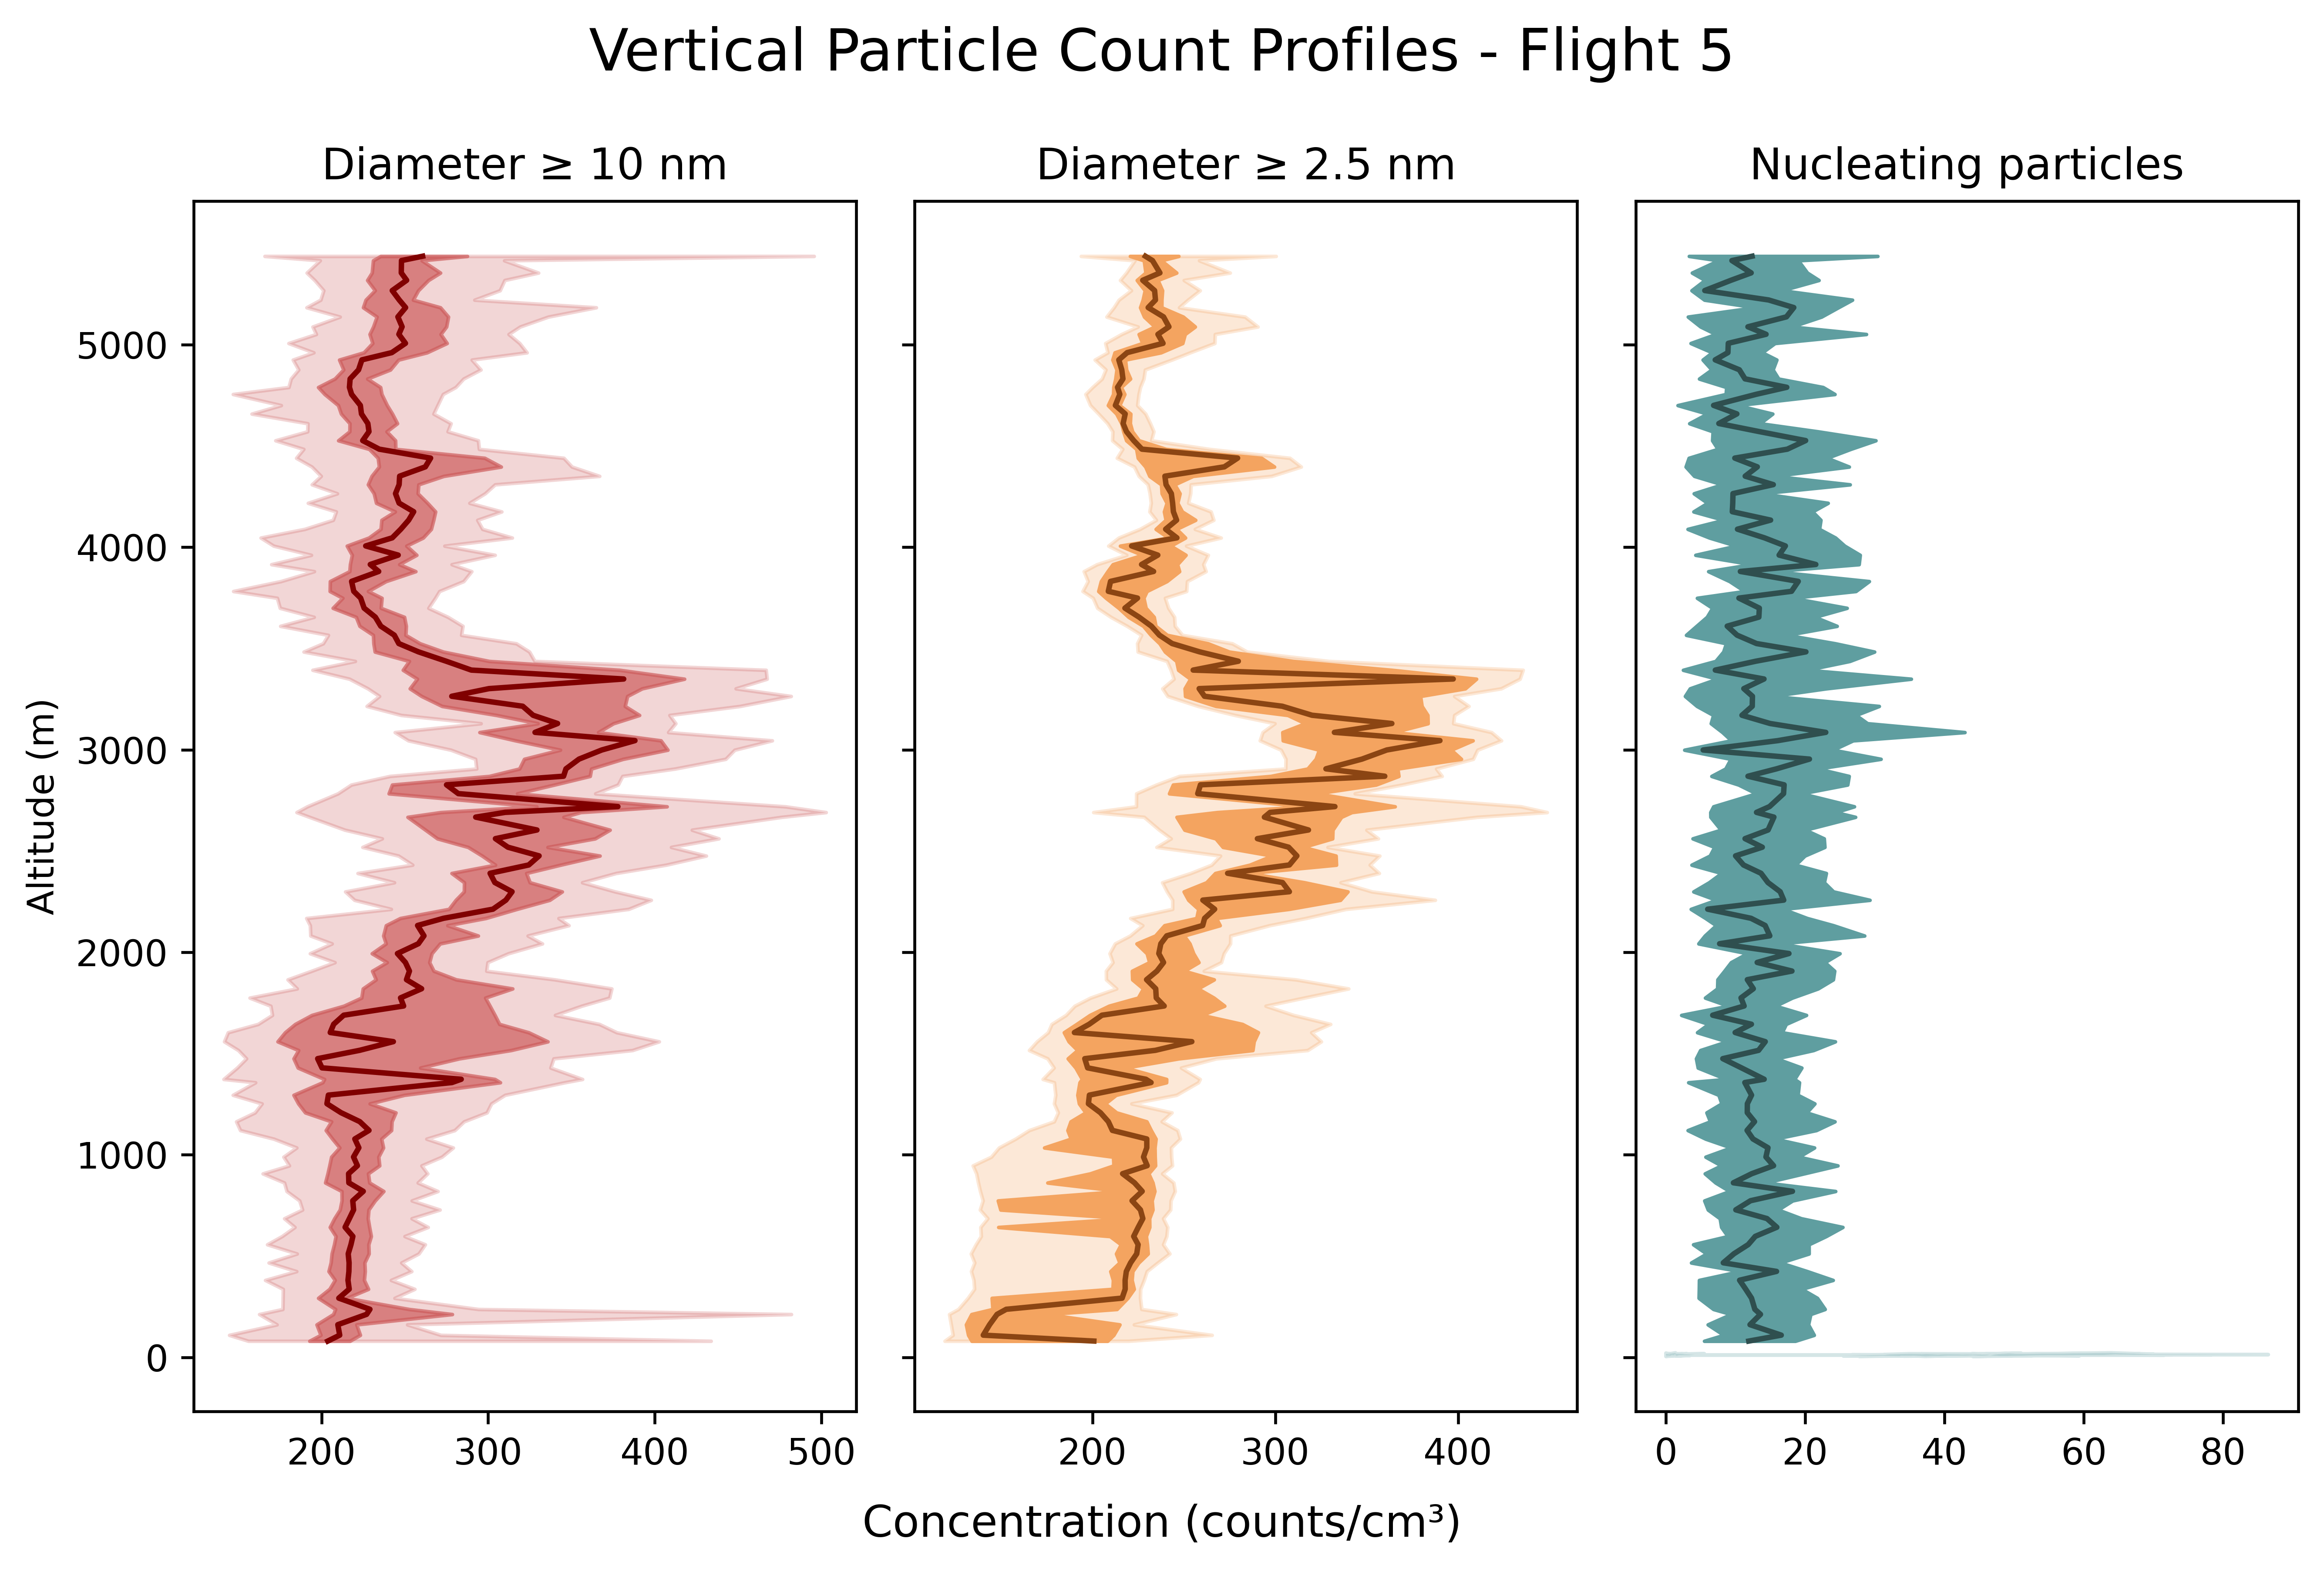 Vertical Particle Count Profiles - Flight 5
Diameter ≥ 10 nm
Diameter ≥ 2.5 nm
Nucleating particles
Altitude (m)
5000
4000
3000
2000
1000
0
200 300 400 500
200 300 400
0 20 40 60 80
Concentration (counts/cm³)